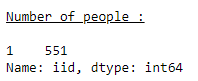 Number of people :
1    551
Name: iid, dtype: int64